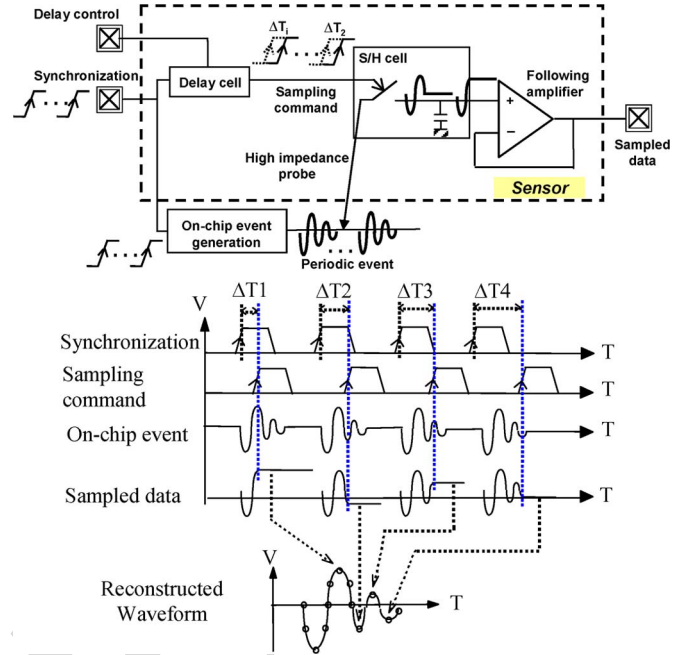 Delay control
Synchronization
Delay cell
ΔTi
ΔT2
Sampling
command
S/H cell
+
−
Following
amplifier
Sampled
data
High impedance
probe
Sensor
On-chip event
generation
Periodic event
V
ΔT1
ΔT2
ΔT3
ΔT4
Synchronization
T
Sampling
command
T
On-chip event
T
Sampled data
T
V
Reconstructed
Waveform
T